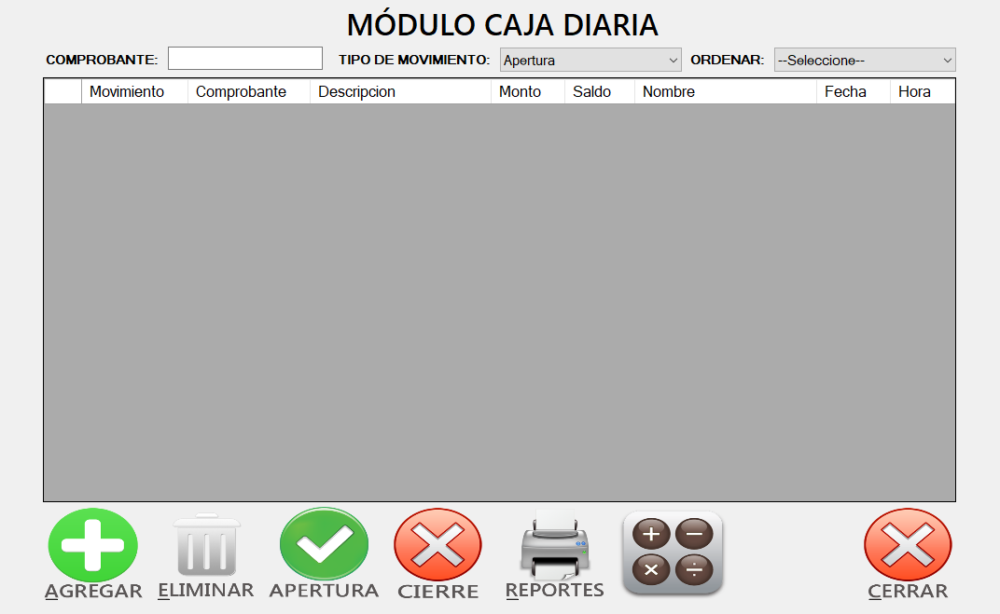 MÓDULO CAJA DIARIA
COMPROBANTE: TIPO DE MOVIMIENTO: Apertura ORDENAR: --Seleccione--
Movimiento Comprobante Descripcion Monto Saldo Nombre Fecha Hora
AGREGAR ELIMINAR APERTURA CIERRE REPORTES CERRAR